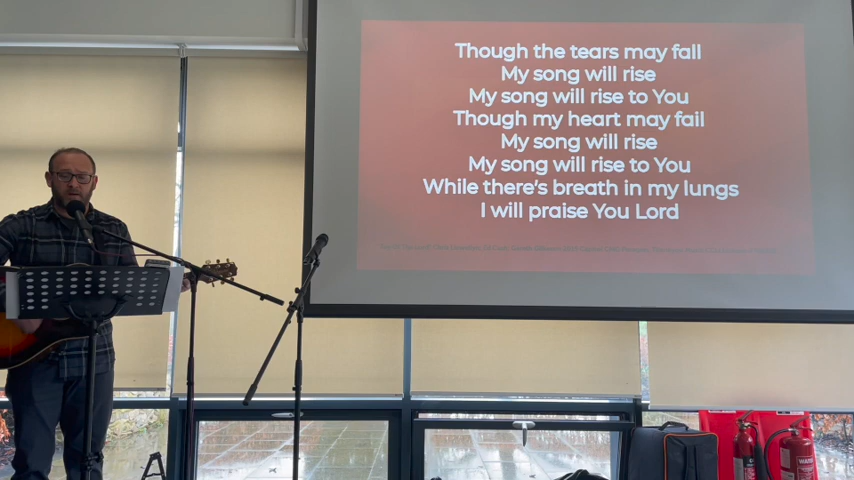 Though the tears may fall
My song will rise
My song will rise to You
Though my heart may fail
My song will rise
My song will rise to You
While there's breath in my lungs
I will praise You Lord
WATER